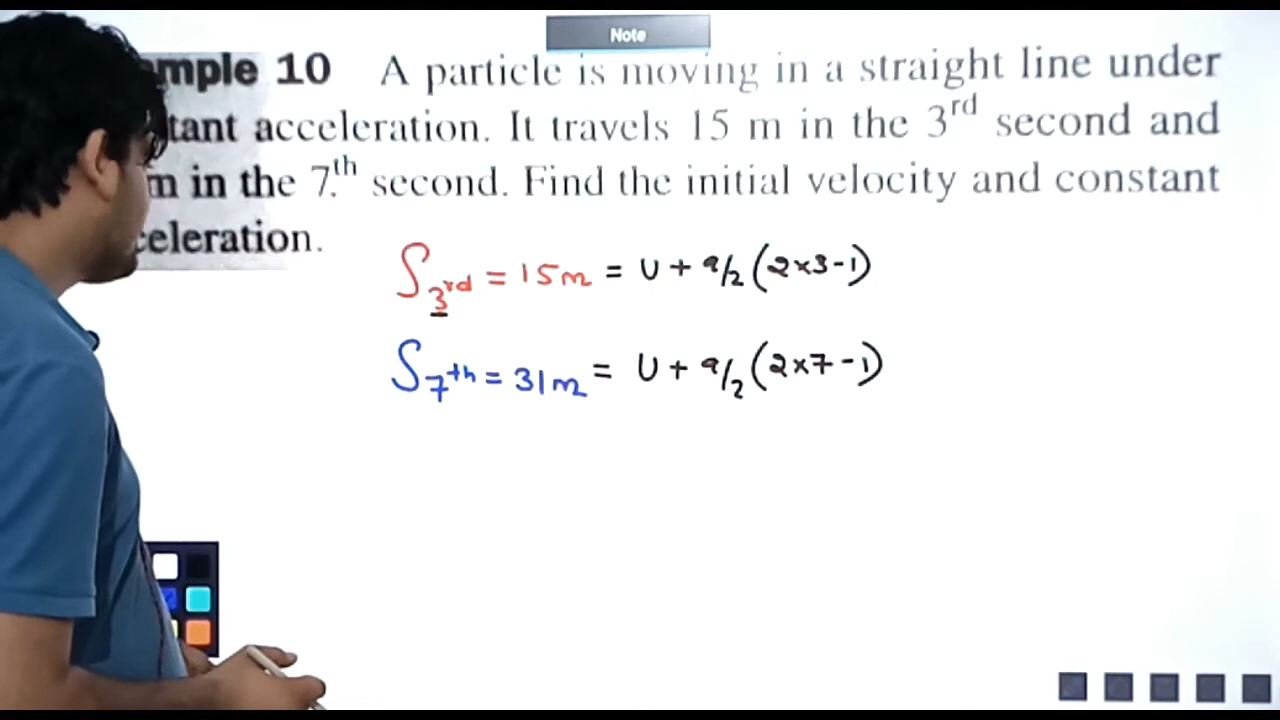 Note
mple 10 A particle is moving in a straight line under
tant acceleration. It travels 15 m in the 3rd second and
m in the 7.th second. Find the initial velocity and constant
celeration.
S3rd = 15m = U + a/2 (2×3-1)
S7th = 31m = U + a/2 (2×7-1)